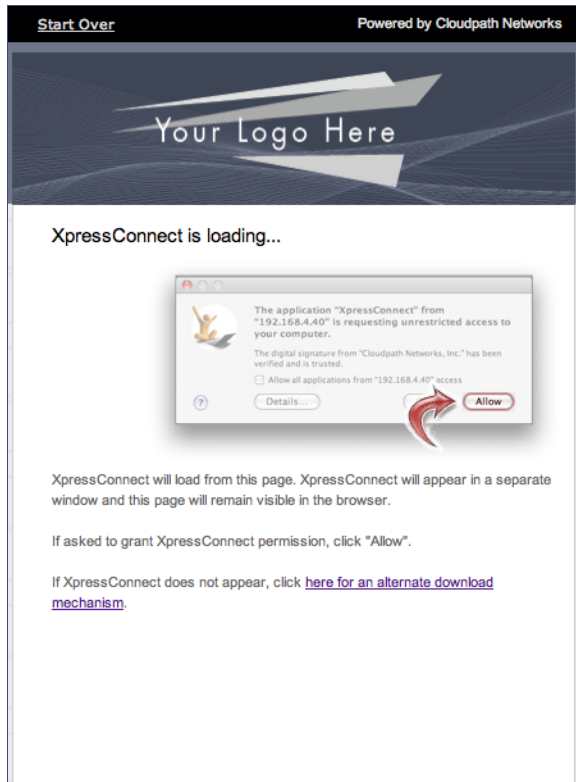 Start Over
Powered by Cloudpath Networks
Your Logo Here
XpressConnect is loading...
The application "XpressConnect" from
"192.168.4.40" is requesting unrestricted access to
your computer.
The digital signature from "Cloudpath Networks, Inc." has been
verified and is trusted.
Allow all applications from "192.168.4.40" access
?
Details...
Allow
XpressConnect will load from this page. XpressConnect will appear in a separate
window and this page will remain visible in the browser.
If asked to grant XpressConnect permission, click "Allow".
If XpressConnect does not appear, click here for an alternate download
mechanism.